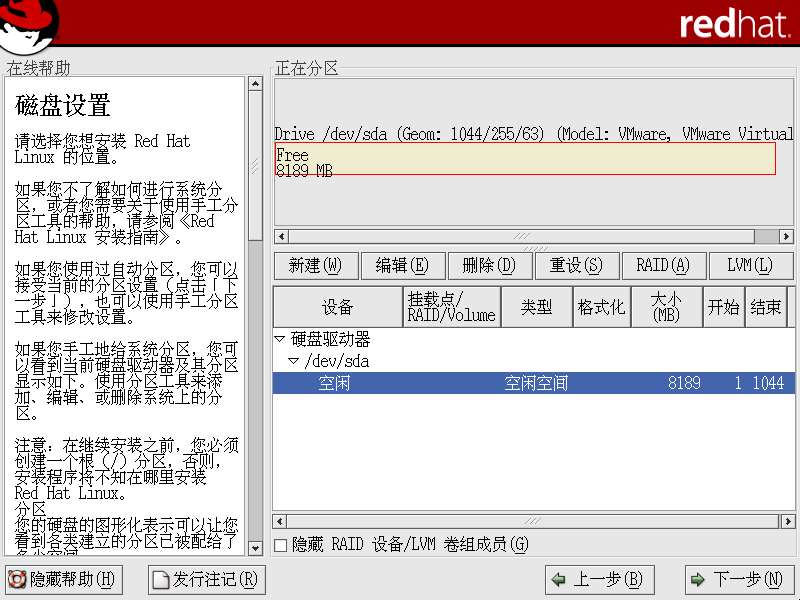 redhat.
在线帮助
磁盘设置
请选择您想安装 Red Hat
Linux 的位置。
如果您不了解如何进行系统分
区，或者您需要关于使用手工分
区工具的帮助，请参阅《Red
Hat Linux 安装指南》。
如果您使用过自动分区，您可以
接受当前的分区设置（点击「下
一步」），也可以使用手工分区
工具来修改设置。
如果您手工地给系统分区，您可
以看到当前硬盘驱动器及其分区
显示如下。使用分区工具来添
加、编辑、或删除系统上的分
区。
注意：在继续安装之前，您必须
创建一个根（/）分区，否则，
安装程序将不知在哪里安装
Red Hat Linux。
分区
您的硬盘的图形化表示可以让您
看到各类建立的分区已被配给了
多少空间
正在分区
Drive /dev/sda (Geom: 1044/255/63) (Model: VMware, VMware Virtual
Free
8189 MB
新建(W) 编辑(E) 删除(D) 重设(S) RAID(A) LVM(L)
设备 挂载点/RAID/Volume 类型 格式化 大小(MB) 开始 结束
硬盘驱动器
/dev/sda
空闲 空闲空间 8189 1 1044
隐藏 RAID 设备/LVM 卷组成员(G)
隐藏帮助(H) 发行注记(R) 上一步(B) 下一步(N)